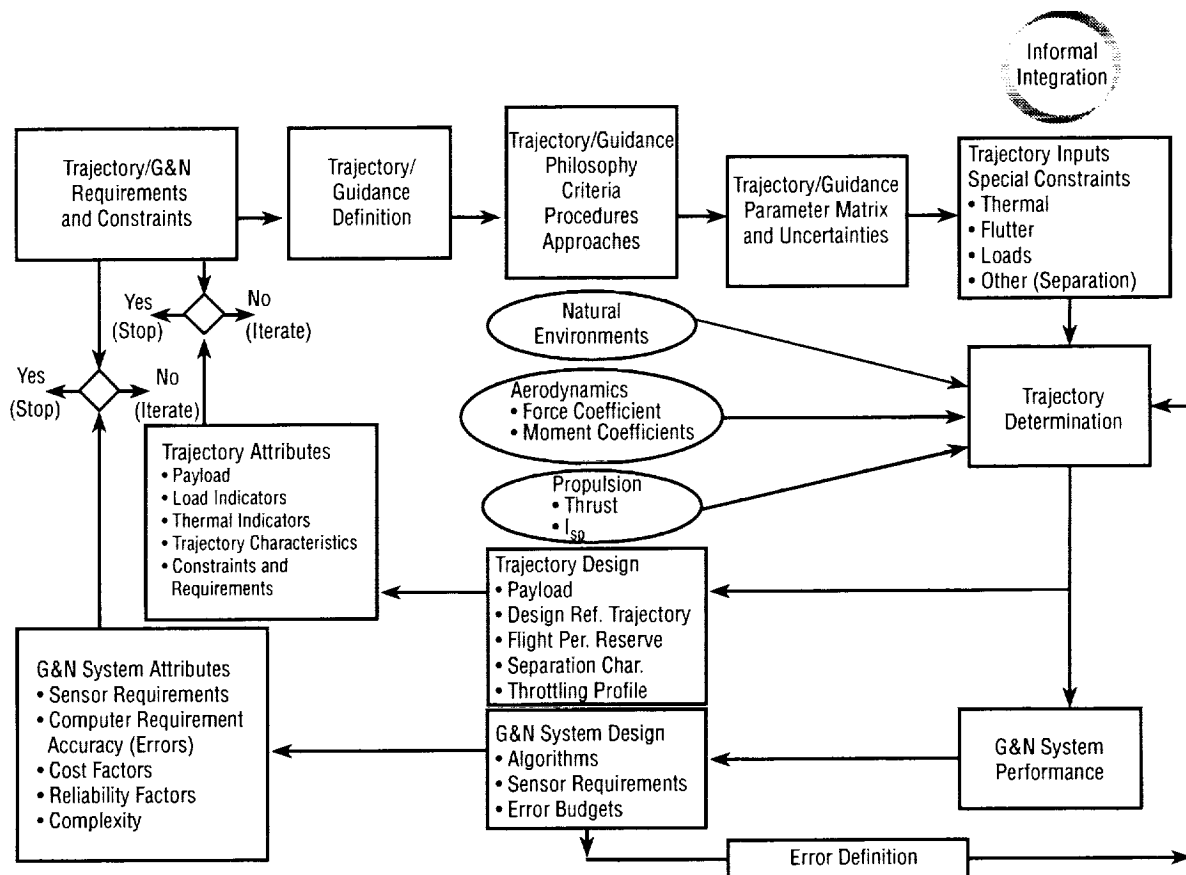 Informal
Integration
Trajectory/G&N
Requirements
and Constraints
Trajectory/
Guidance
Definition
Trajectory/Guidance
Philosophy
Criteria
Procedures
Approaches
Trajectory/Guidance
Parameter Matrix
and Uncertainties
Trajectory Inputs
Special Constraints
• Thermal
• Flutter
• Loads
• Other (Separation)
Yes
(Stop)
No
(Iterate)
Yes
(Stop)
No
(Iterate)
Natural
Environments
Aerodynamics
• Force Coefficient
• Moment Coefficients
Propulsion
• Thrust
• Isp
Trajectory
Determination
Trajectory Attributes
• Payload
• Load Indicators
• Thermal Indicators
• Trajectory Characteristics
• Constraints and
Requirements
Trajectory Design
• Payload
• Design Ref. Trajectory
• Flight Per. Reserve
• Separation Char.
• Throttling Profile
G&N System Attributes
• Sensor Requirements
• Computer Requirement
Accuracy (Errors)
• Cost Factors
• Reliability Factors
• Complexity
G&N System Design
• Algorithms
• Sensor Requirements
• Error Budgets
G&N System
Performance
Error Definition